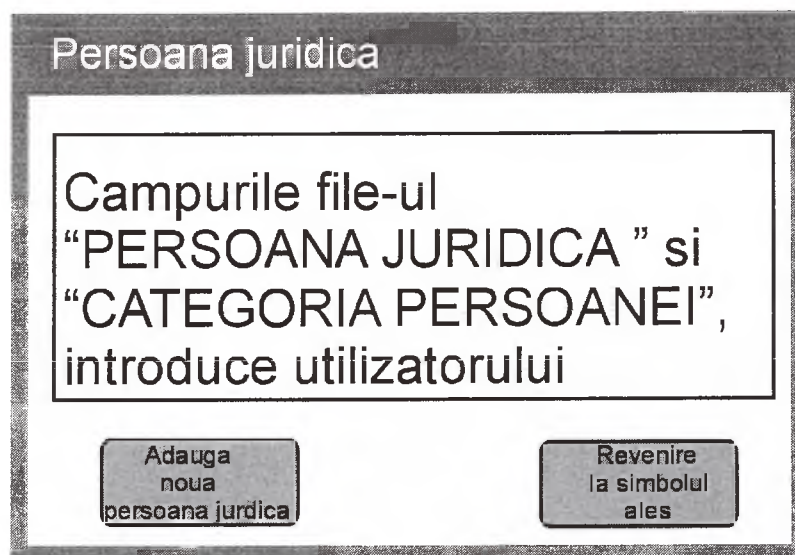 Persoana juridica
Campurile file-ul
“PERSOANA JURIDICA ” si
“CATEGORIA PERSOANEI”,
introduce utilizatorului
Adauga
noua
persoana jurdica
Revenire
la simbolul
ales